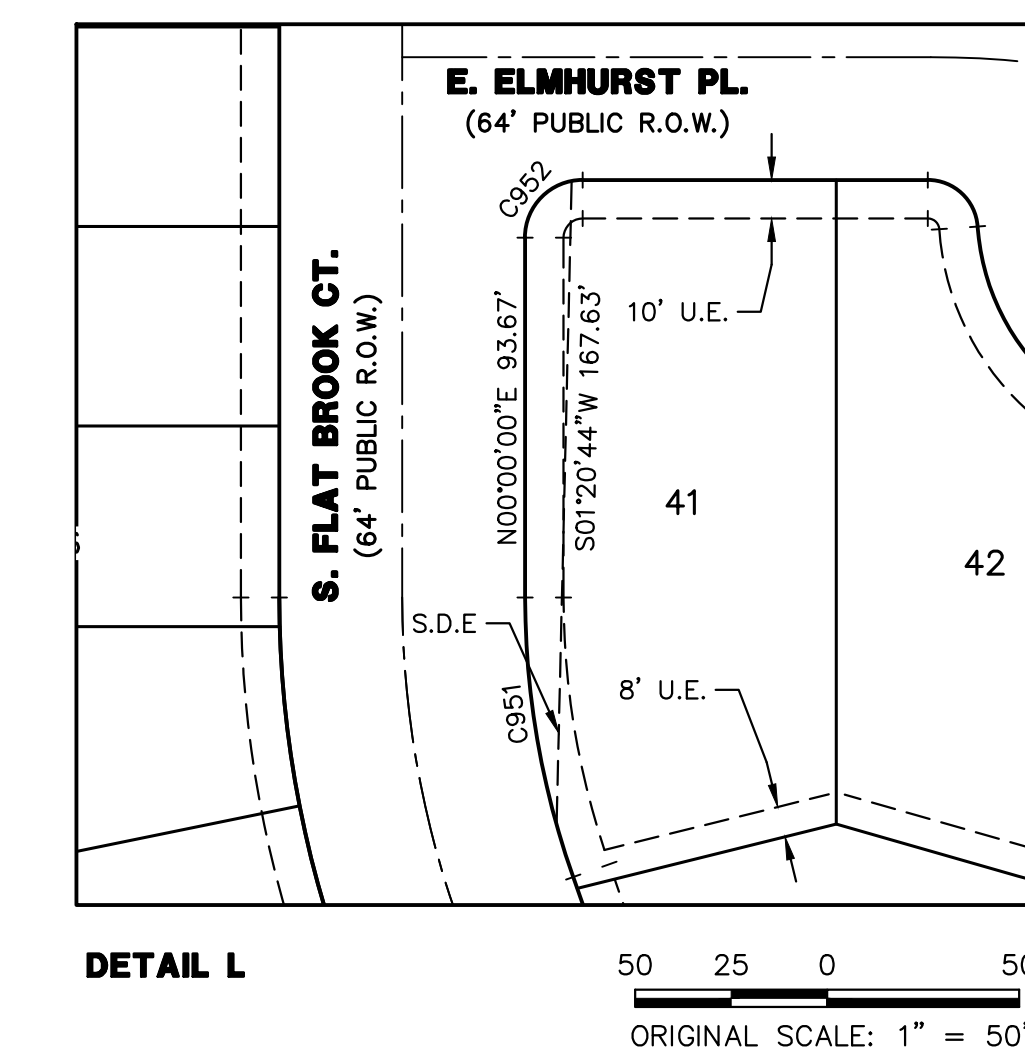 E. ELMHURST PL.
(64' PUBLIC R.O.W.)
C952
S. FLAT BROOK CT.
(64' PUBLIC R.O.W.)
N00°00'00"E 93.67'
S01°20'44"W 167.63'
10' U.E.
41
42
S.D.E
C951
8' U.E.
DETAIL L
50 25 0
ORIGINAL SCALE: 1" = 50'